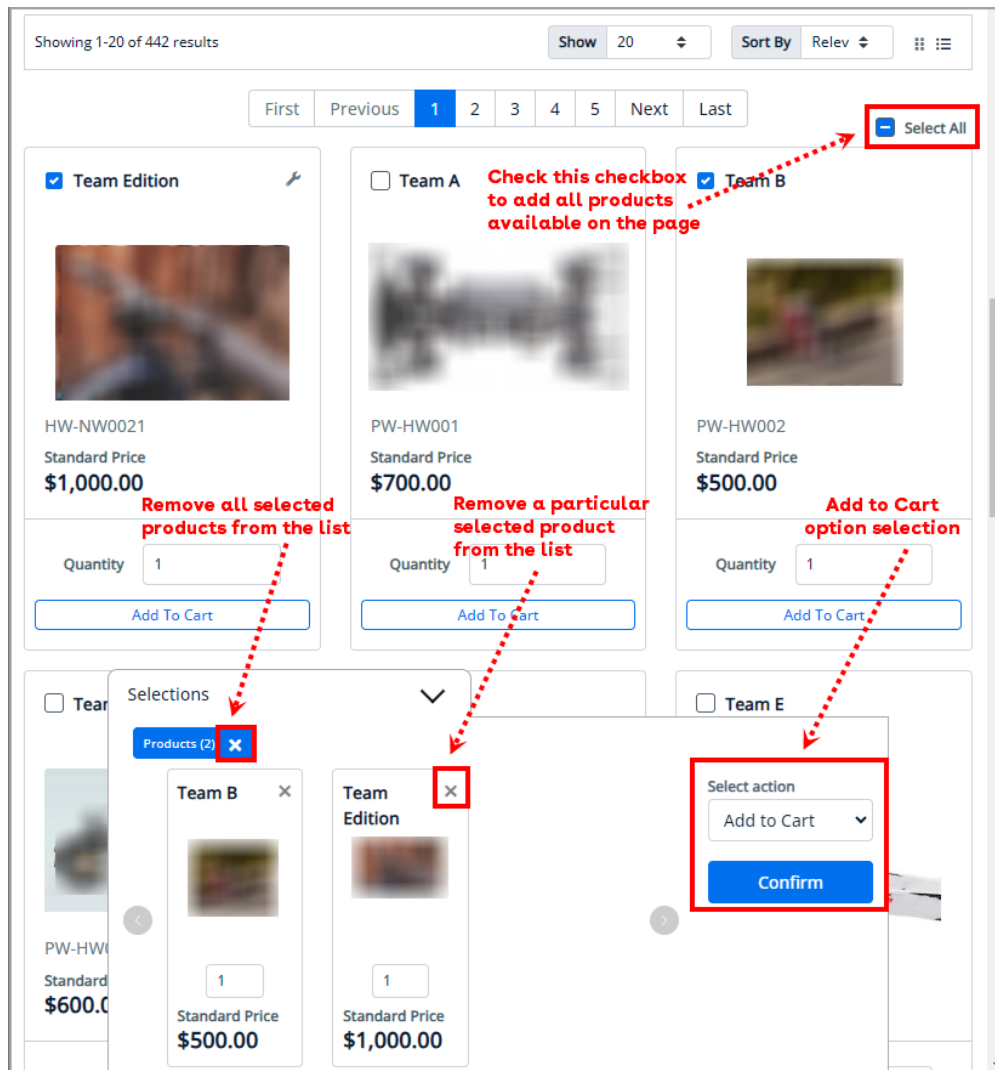 Showing 1-20 of 442 results
Show 20
Sort By Relev
First Previous 1 2 3 4 5 Next Last
Select All
Team Edition
Team A
Check this checkbox
to add all products
available on the page
Team B
HW-NW0021
Standard Price
$1,000.00
PW-HW001
Standard Price
$700.00
PW-HW002
Standard Price
$500.00
Remove all selected
products from the list
Remove a particular
selected product
from the list
Add to Cart
option selection
Quantity 1
Add To Cart
Quantity 1
Add To Cart
Quantity 1
Add To Cart
Selections
Team E
Products (2)
Team B
Team
Edition
Select action
Add to Cart
Confirm
1
Standard Price
$500.00
1
Standard Price
$1,000.00
Standard